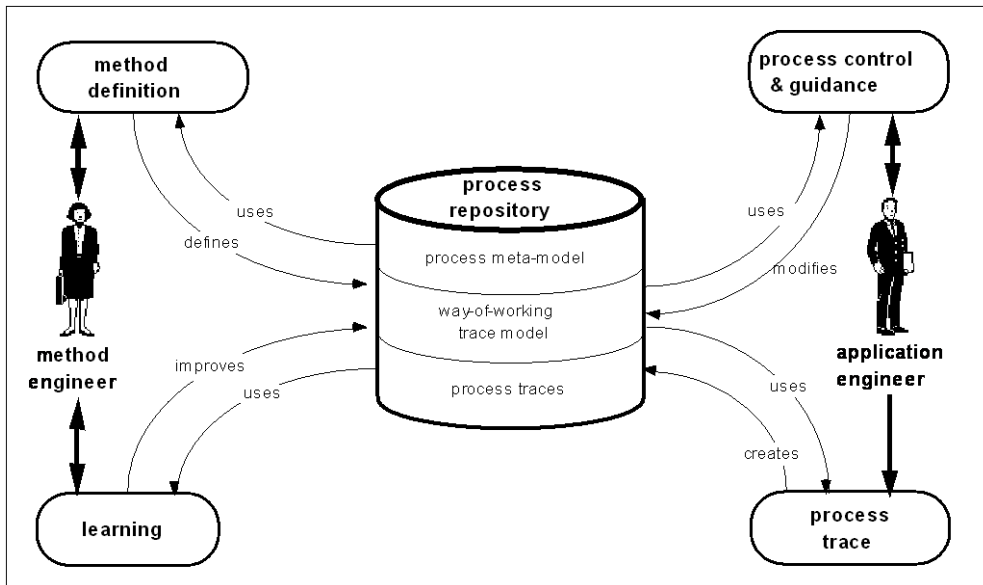 method
definition
process control
& guidance
process
repository
uses
defines
uses
modifies
process meta-model
way-of-working
trace model
process traces
method
engineer
application
engineer
improves
uses
uses
creates
learning
process
trace